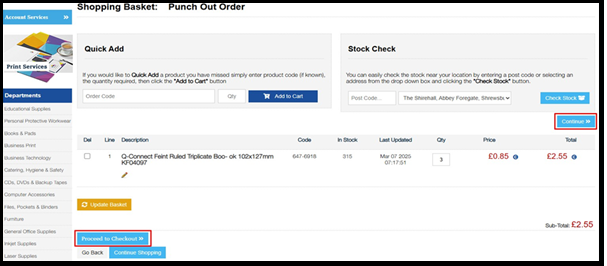 Shopping Basket: Punch Out Order
Account Services »
Print Services
Departments
Educational Supplies
Personal Protective Workwear
Books & Pads
Business Print
Business Technology
Catering, Hygiene & Safety
CDs, DVDs & Backup Tapes
Computer Accessories
Files, Pockets & Binders
Furniture
General Office Supplies
Inkjet Supplies
Laser Supplies
Quick Add
If you would like to Quick Add a product you have missed simply enter product code (if known),
the quantity required, then click the "Add to Cart" button
Order Code
Qty
Add to Cart
Stock Check
You can easily check the stock near your location by entering a post code or selecting an
address from the drop down box and clicking the "Check Stock" button.
Post Code...
The Shirehall, Abbey Foregate, Shrewsb
Check Stock
Continue »
Del Line Description Code In Stock Last Updated Qty Price Total
1 Q-Connect Feint Ruled Triplicate Boo- ok 102x127mm 847-6918 315 Mar 07 2025 3 £0.85 £2.55
KF04097 07:17:51
Update Basket
Sub-Total: £2.55
Proceed to Checkout »
Go Back Continue Shopping